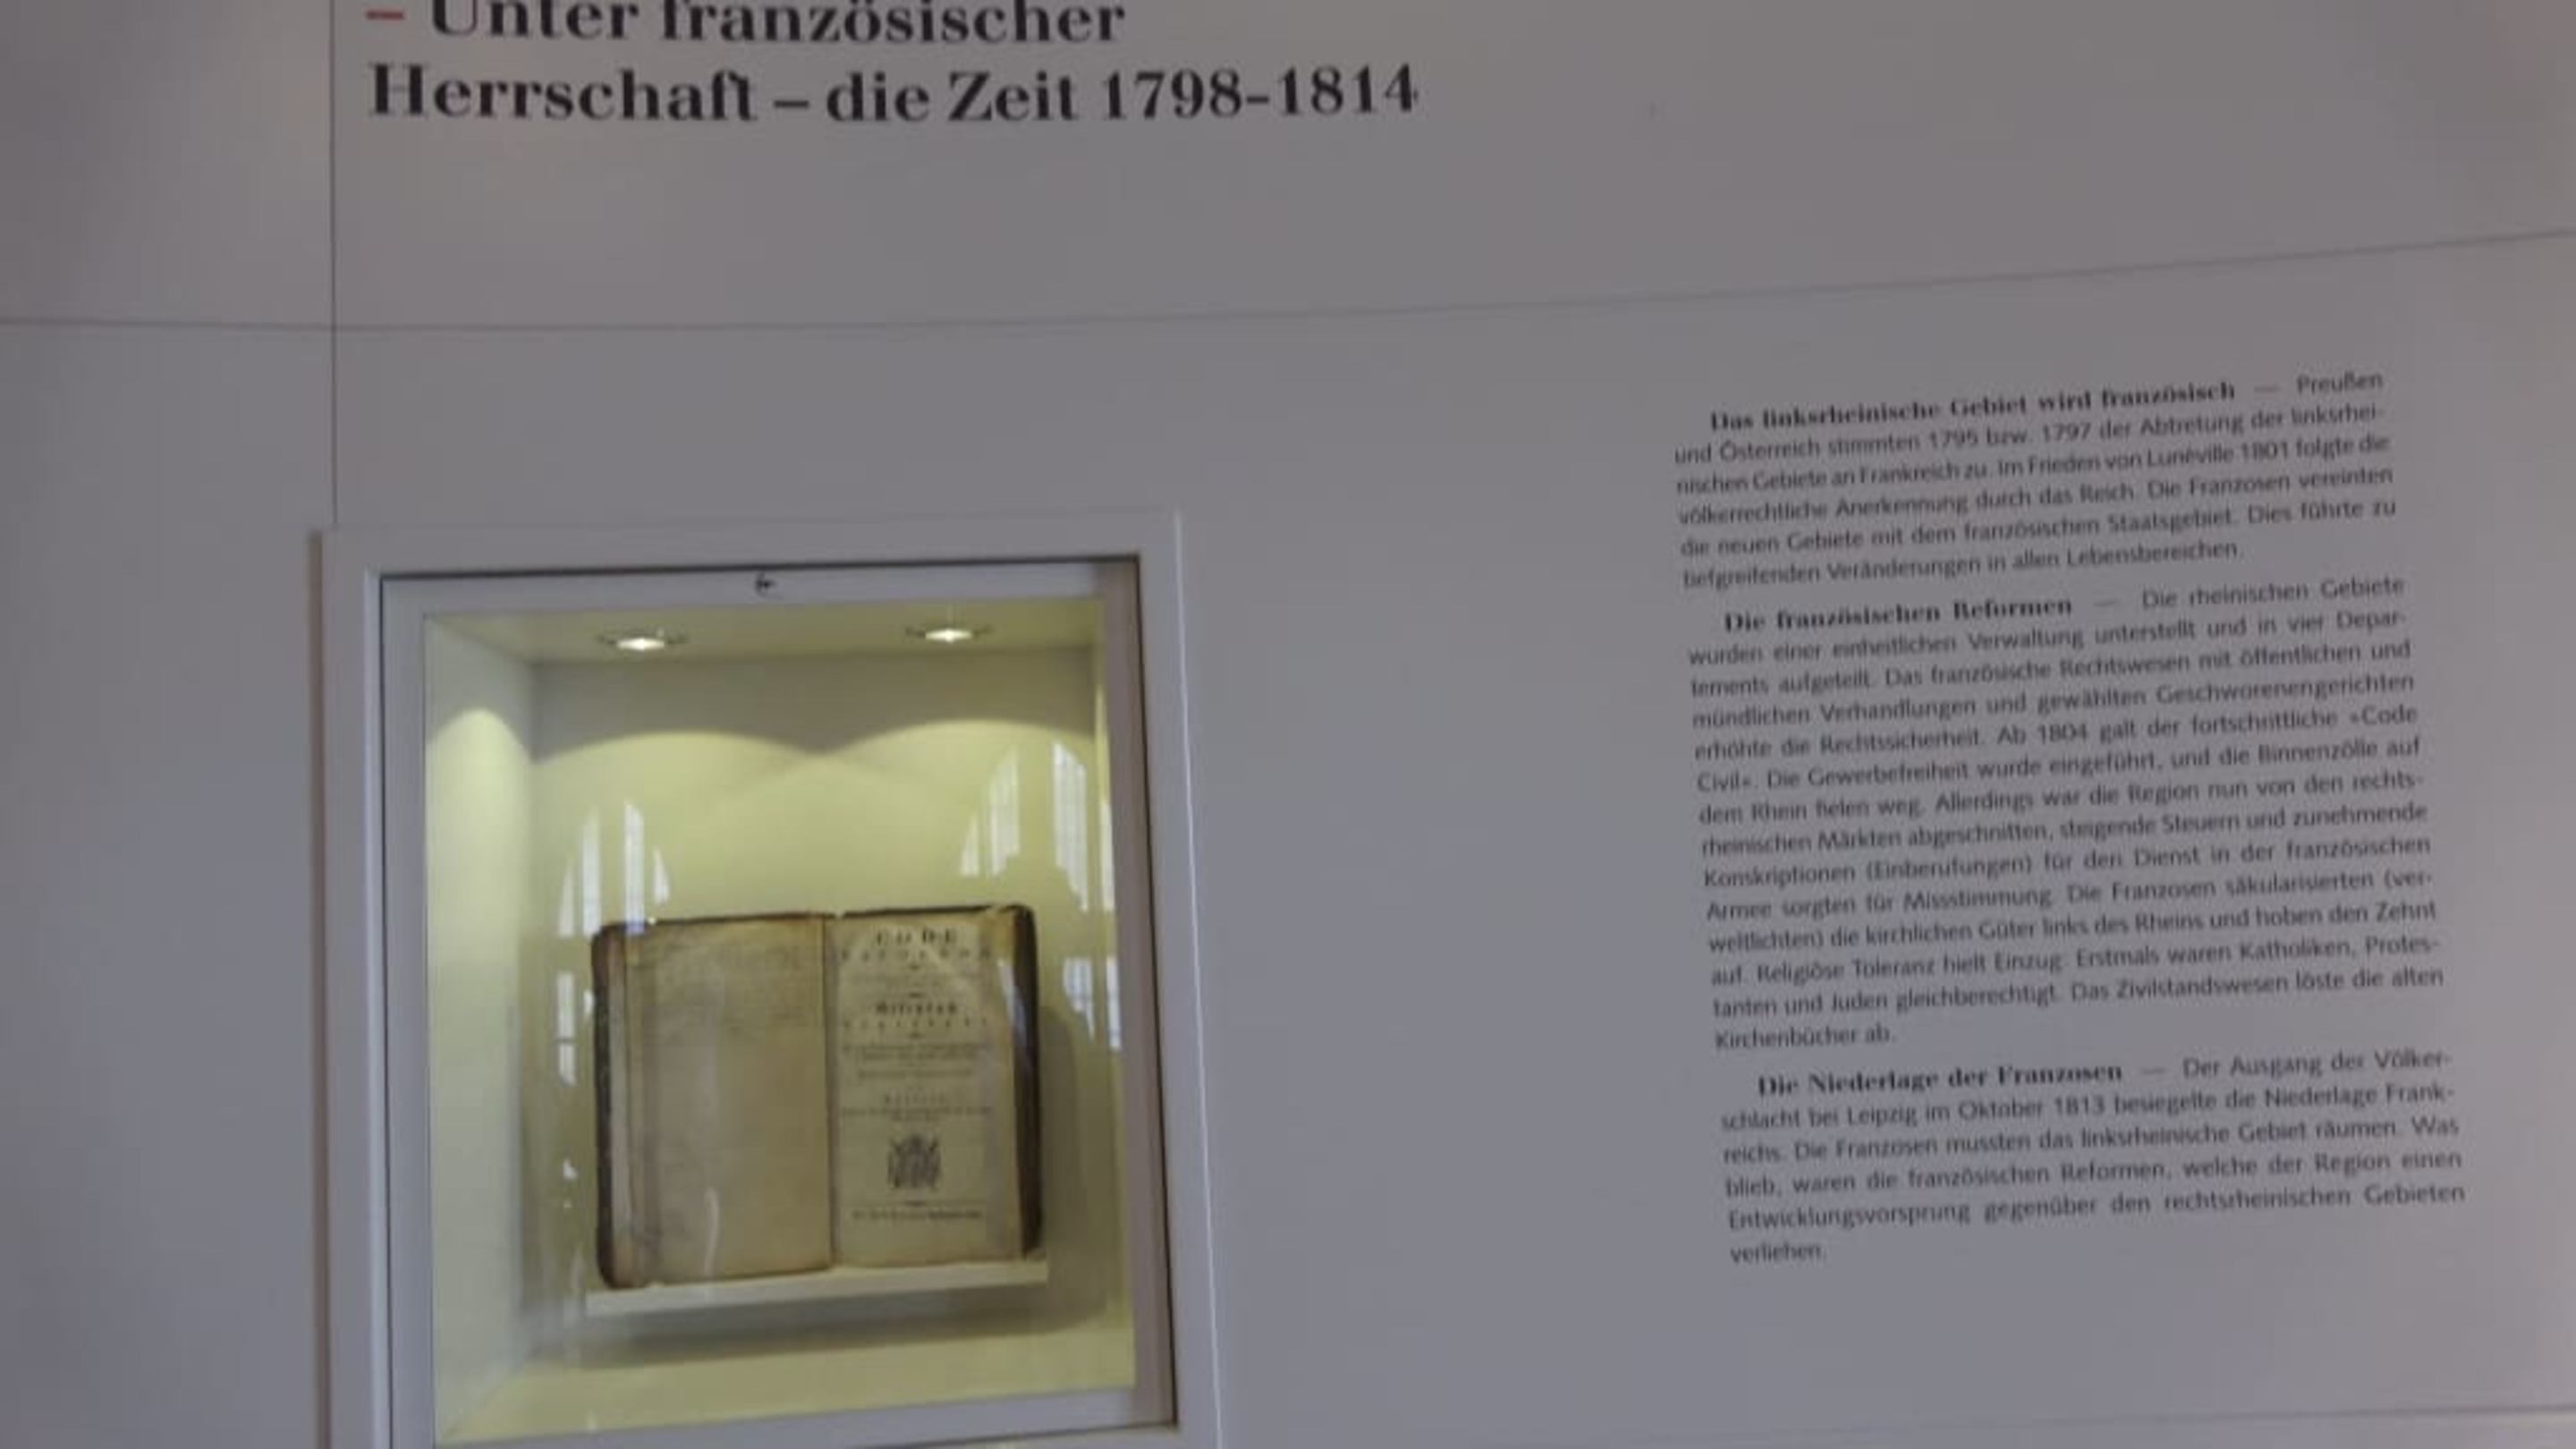 – Unter französischer
Herrschaft – die Zeit 1798-1814
Das linksrheinische Gebiet wird französisch — Preußen
und Österreich stimmten 1795 bzw. 1797 der Abtretung der linksrhei-
nischen Gebiete an Frankreich zu. Im Frieden von Lunéville 1801 folgte die
völkerrechtliche Anerkennung durch das Reich. Die Franzosen vereinten
die neuen Gebiete mit dem französischen Staatsgebiet. Dies führte zu
tiefgreifenden Veränderungen in allen Lebensbereichen.
Die französischen Reformen — Die rheinischen Gebiete
wurden einer einheitlichen Verwaltung unterstellt und in vier Depar-
tements aufgeteilt. Das französische Rechtswesen mit öffentlichen und
mündlichen Verhandlungen und gewählten Geschworenengerichten
erhöhte die Rechtssicherheit. Ab 1804 galt der fortschrittliche »Code
Civil«. Die Gewerbefreiheit wurde eingeführt, und die Binnenzölle auf
dem Rhein fielen weg. Allerdings war die Region nun von den rechts-
rheinischen Märkten abgeschnitten, steigende Steuern und zunehmende
Konskriptionen (Einberufungen) für den Dienst in der französischen
Armee sorgten für Missstimmung. Die Franzosen säkularisierten (ver-
weltlichten) die kirchlichen Güter links des Rheins und hoben den Zehnt
auf. Religiöse Toleranz hielt Einzug. Erstmals waren Katholiken, Protes-
tanten und Juden gleichberechtigt. Das Zivilstandswesen löste die alten
Kirchenbücher ab.
Die Niederlage der Franzosen — Der Ausgang der Völker-
schlacht bei Leipzig im Oktober 1813 besiegelte die Niederlage Frank-
reichs. Die Franzosen mussten das linksrheinische Gebiet räumen. Was
blieb, waren die französischen Reformen, welche der Region einen
Entwicklungsvorsprung gegenüber den rechtsrheinischen Gebieten
verliehen.
CODE